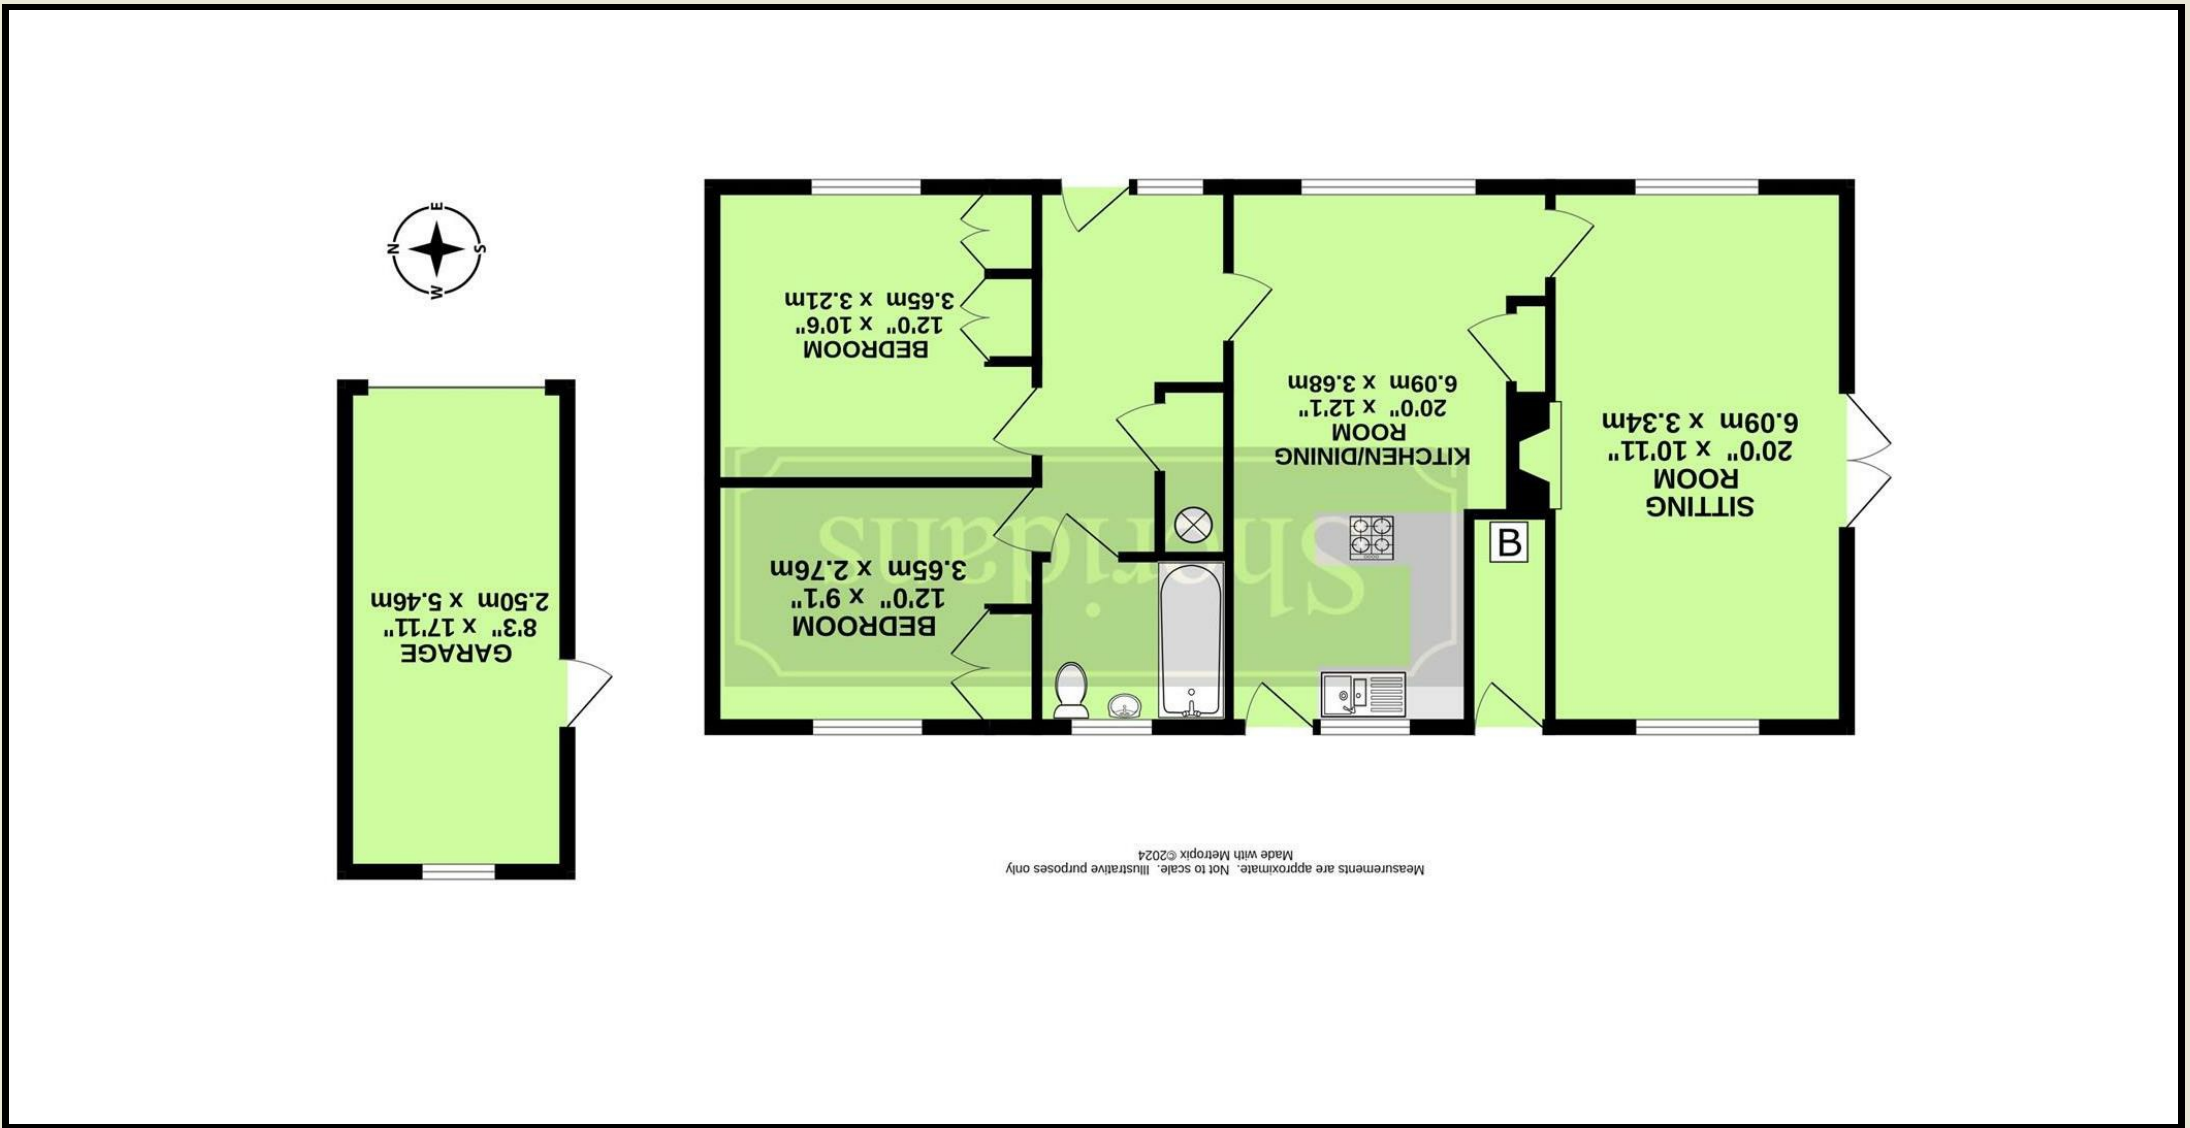 E
N
S
W
BEDROOM
12'0" x 10'6"
3.65m x 3.21m
BEDROOM
12'0" x 9'1"
3.65m x 2.76m
KITCHEN/DINING
ROOM
20'0" x 12'1"
6.09m x 3.68m
SITTING
ROOM
20'0" x 10'11"
6.09m x 3.34m
B
GARAGE
8'3" x 17'11"
2.50m x 5.46m
Sheridans
Measurements are approximate. Not to scale. Illustrative purposes only
Made with Metropix ©2024